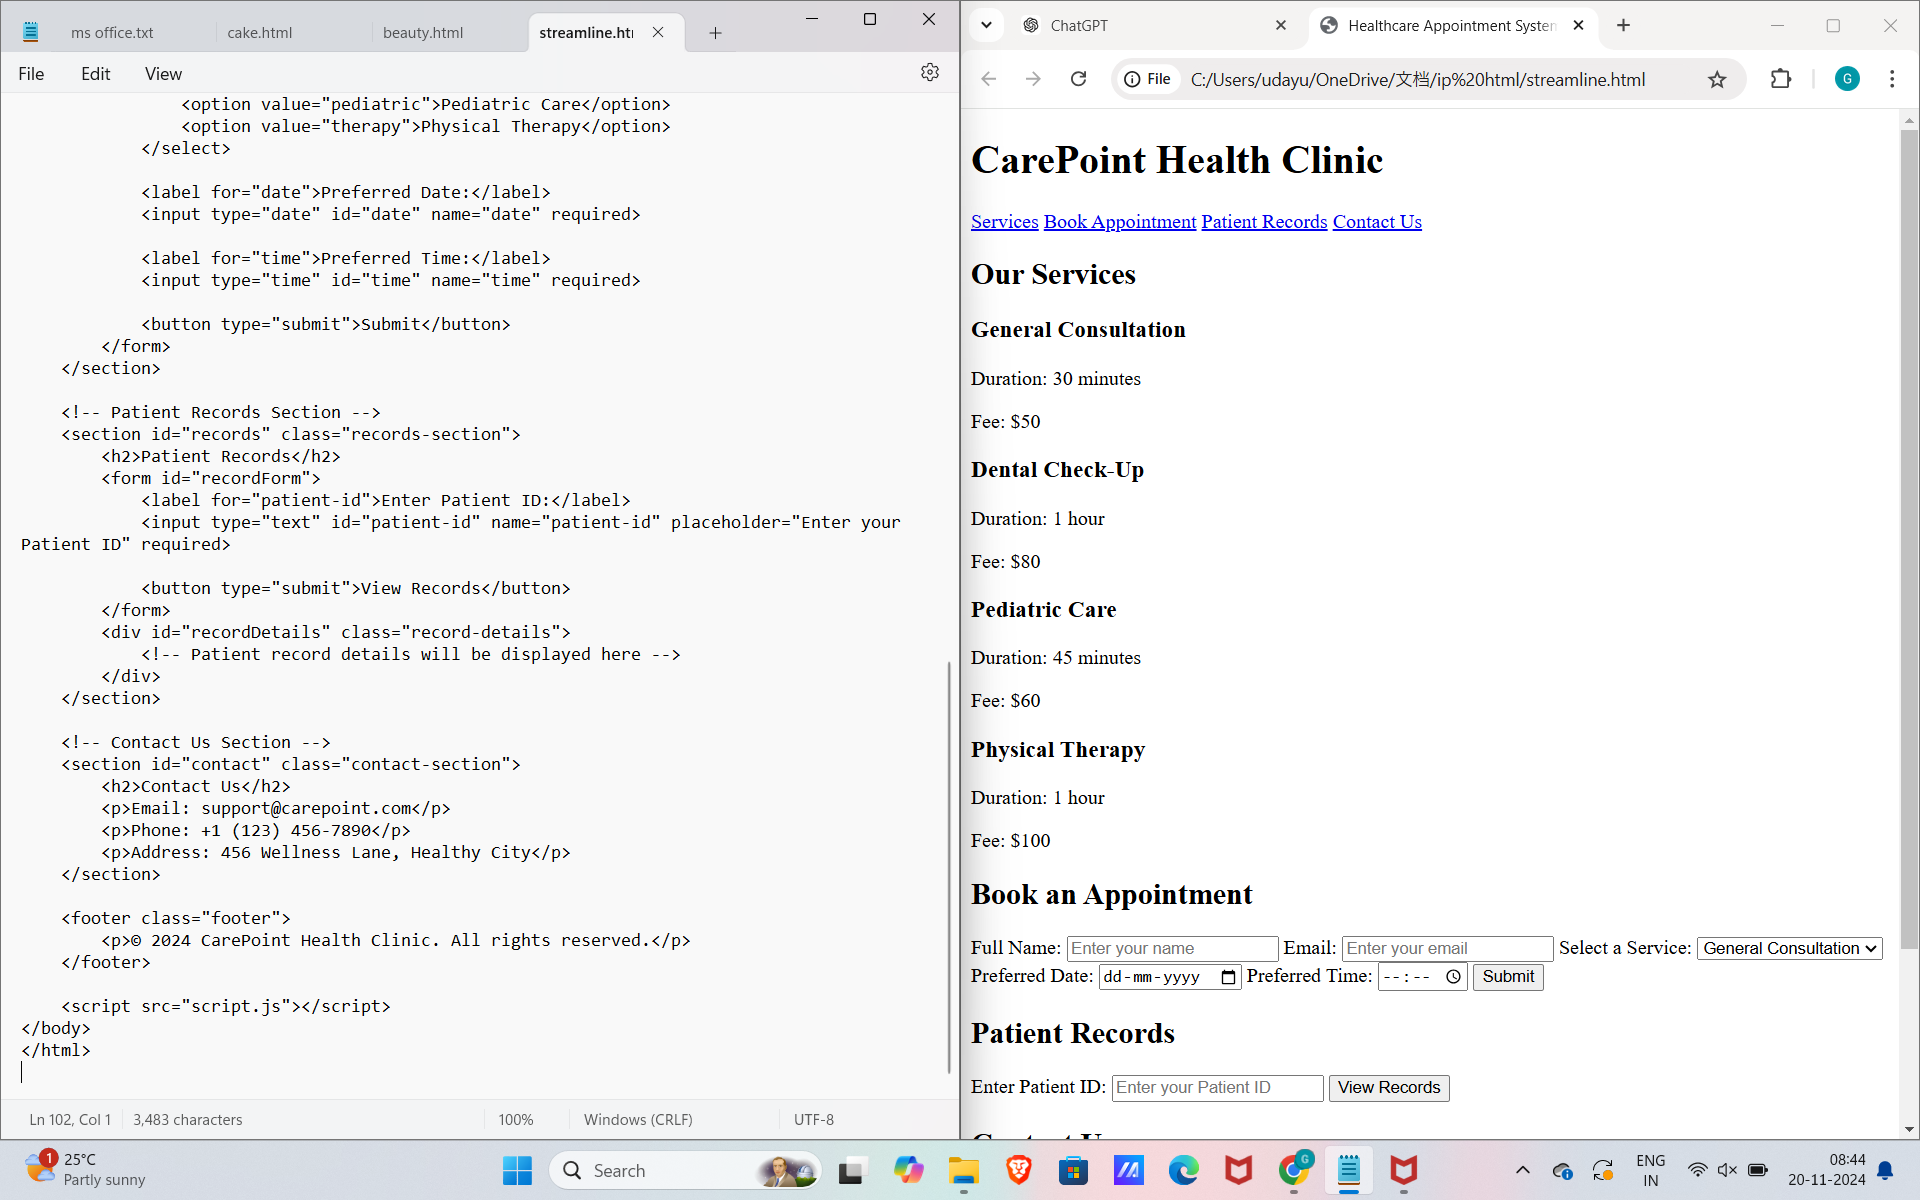 ms office.txt
cake.html
beauty.html
streamline.htm
File
Edit
View
<option value="pediatric">Pediatric Care</option>
<option value="therapy">Physical Therapy</option>
</select>
<label for="date">Preferred Date:</label>
<input type="date" id="date" name="date" required>
<label for="time">Preferred Time:</label>
<input type="time" id="time" name="time" required>
<button type="submit">Submit</button>
</form>
</section>
<!-- Patient Records Section -->
<section id="records" class="records-section">
<h2>Patient Records</h2>
<form id="recordForm">
<label for="patient-id">Enter Patient ID:</label>
<input type="text" id="patient-id" name="patient-id" placeholder="Enter your
Patient ID" required>
<button type="submit">View Records</button>
</form>
<div id="recordDetails" class="record-details">
<!-- Patient record details will be displayed here -->
</div>
</section>
<!-- Contact Us Section -->
<section id="contact" class="contact-section">
<h2>Contact Us</h2>
<p>Email: support@carepoint.com</p>
<p>Phone: +1 (123) 456-7890</p>
<p>Address: 456 Wellness Lane, Healthy City</p>
</section>
<footer class="footer">
<p>© 2024 CarePoint Health Clinic. All rights reserved.</p>
</footer>
<script src="script.js"></script>
</body>
</html>
Ln 102, Col 1
3,483 characters
100%
Windows (CRLF)
UTF-8
ChatGPT
Healthcare Appointment System
File
C:/Users/udayu/OneDrive/文档/ip%20html/streamline.html
G
CarePoint Health Clinic
Services Book Appointment Patient Records Contact Us
Our Services
General Consultation
Duration: 30 minutes
Fee: $50
Dental Check-Up
Duration: 1 hour
Fee: $80
Pediatric Care
Duration: 45 minutes
Fee: $60
Physical Therapy
Duration: 1 hour
Fee: $100
Book an Appointment
Full Name: Enter your name Email: Enter your email Select a Service: General Consultation
Preferred Date: dd-mm-yyyy Preferred Time: --:-- Submit
Patient Records
Enter Patient ID: Enter your Patient ID View Records
Contact U
1
25°C
Partly sunny
Search
G
ENG
IN
08:44
20-11-2024